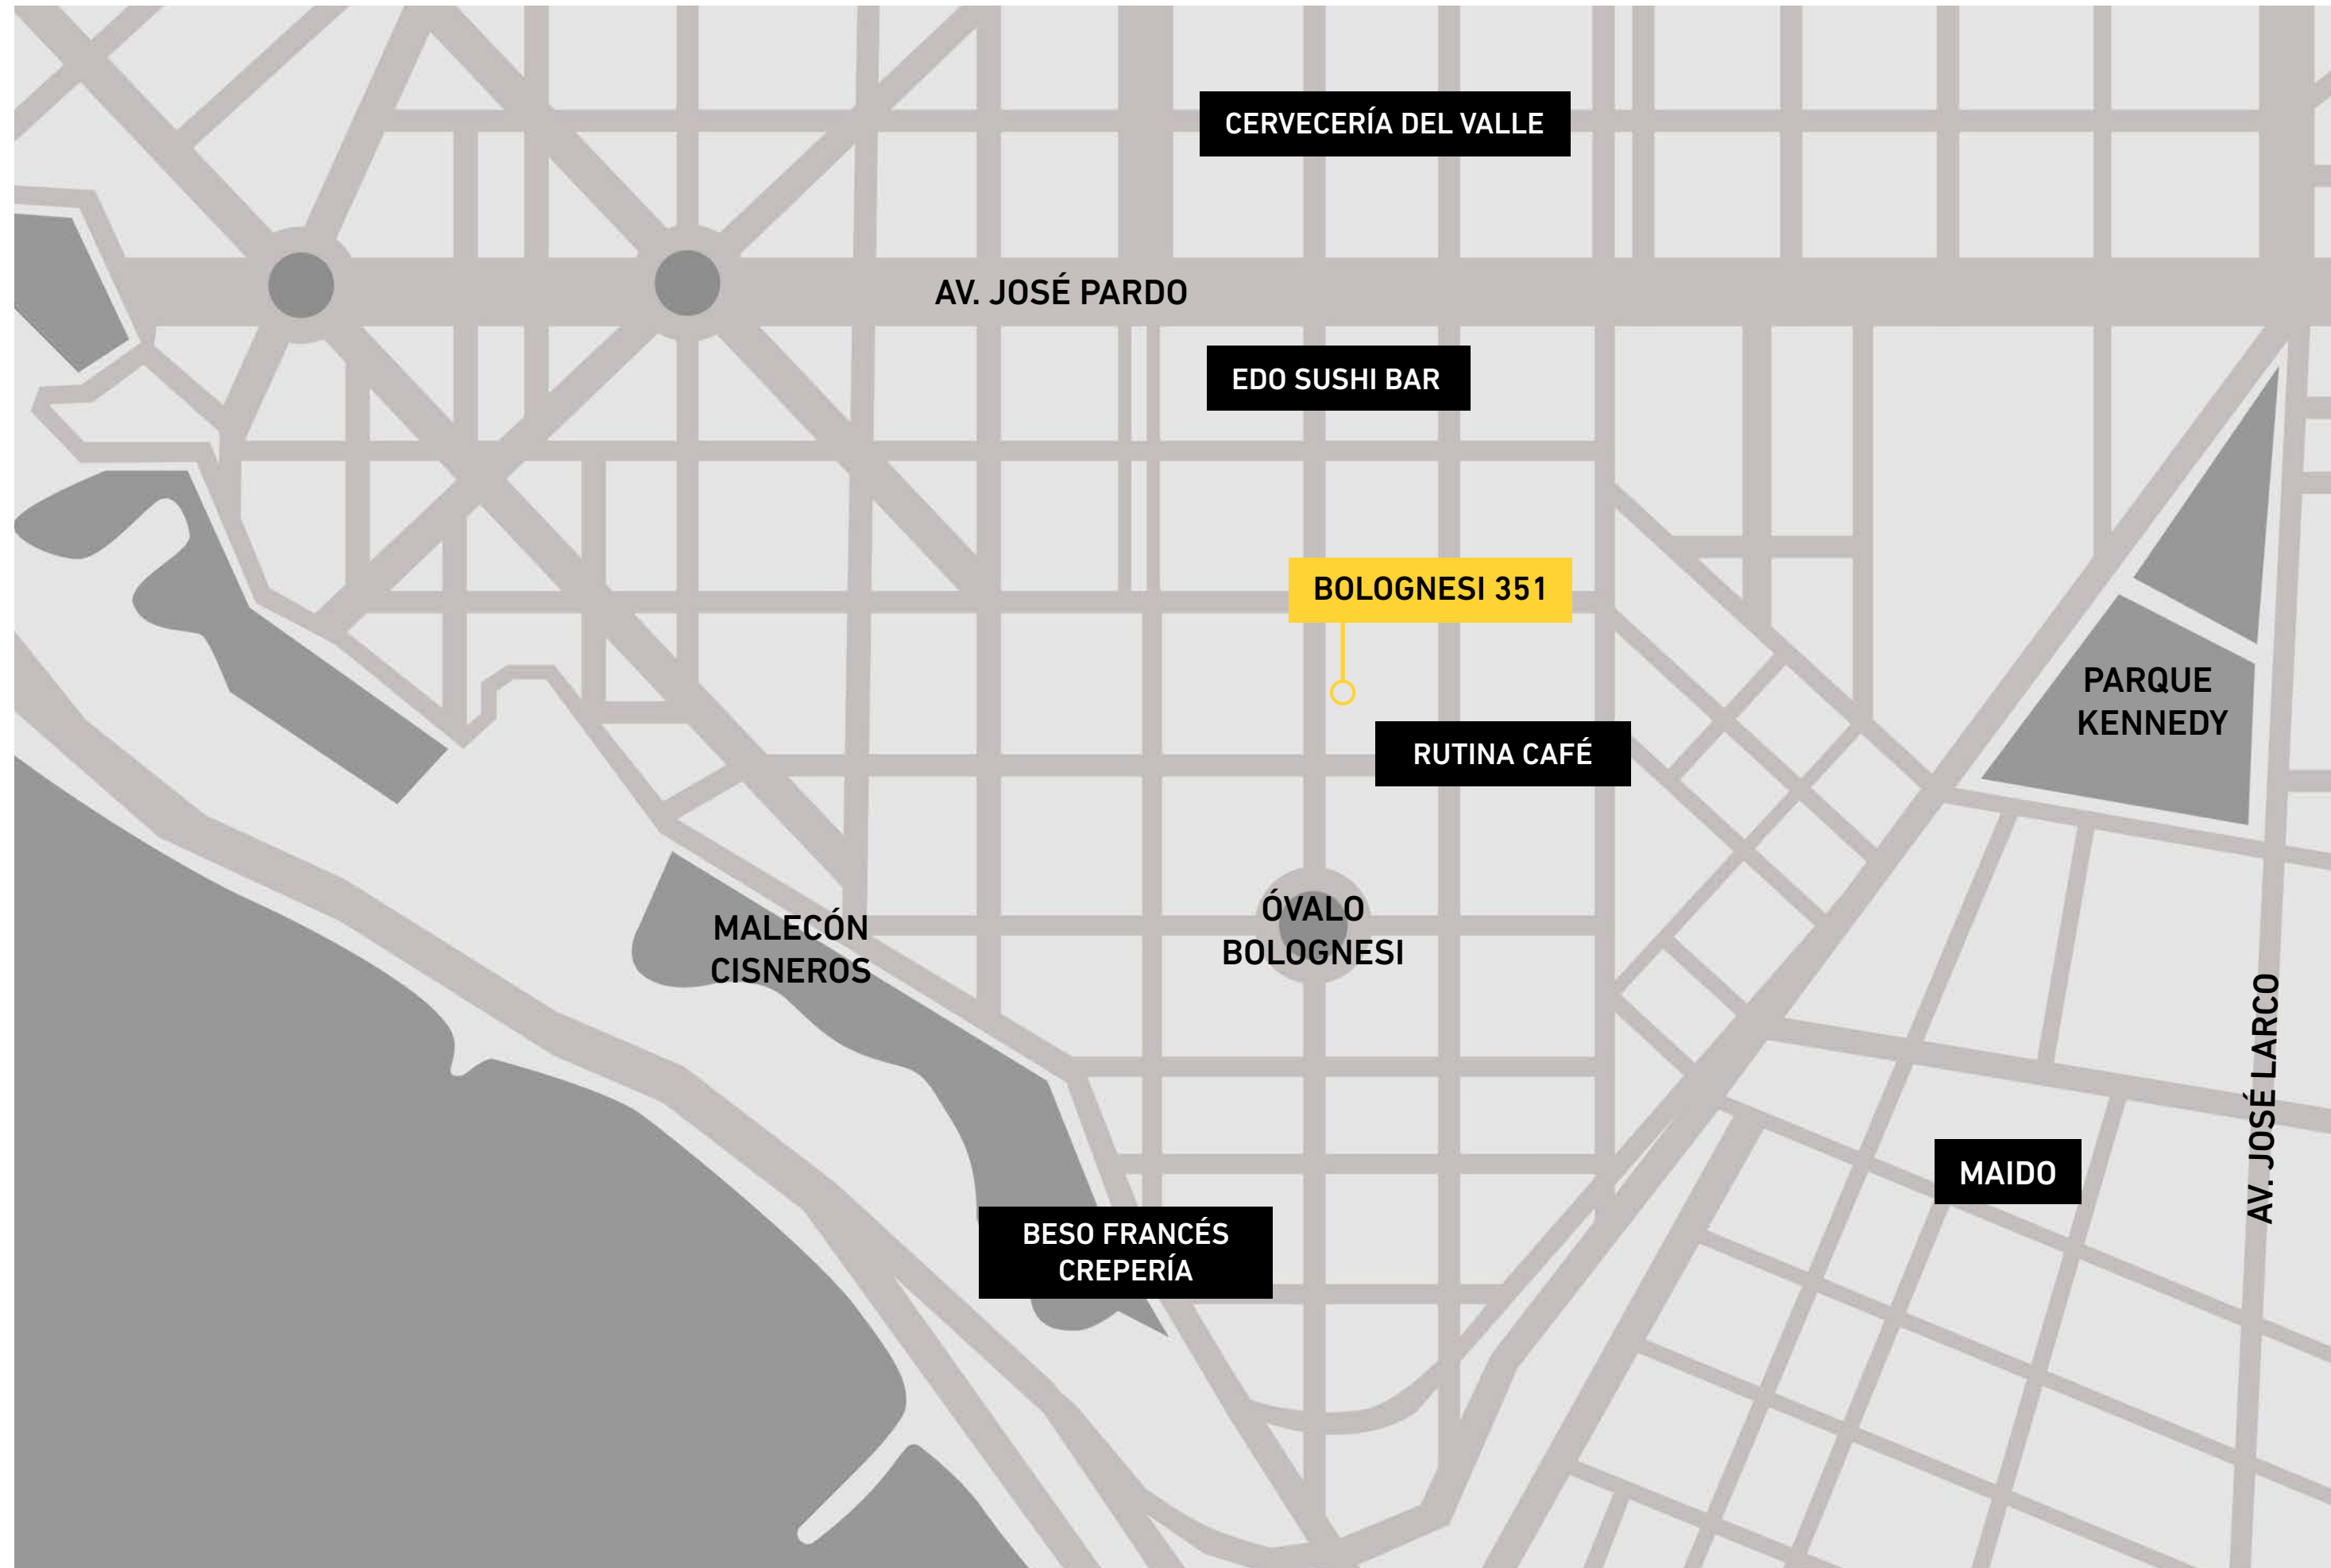 CERVECERÍA DEL VALLE
AV. JOSÉ PARDO
EDO SUSHI BAR
BOLOGNESI 351
PARQUE
KENNEDY
RUTINA CAFÉ
ÓVALO
BOLOGNESI
MALECÓN
CISNEROS
AV. JOSÉ LARCO
MAIDO
BESO FRANCÉS
CREPERÍA